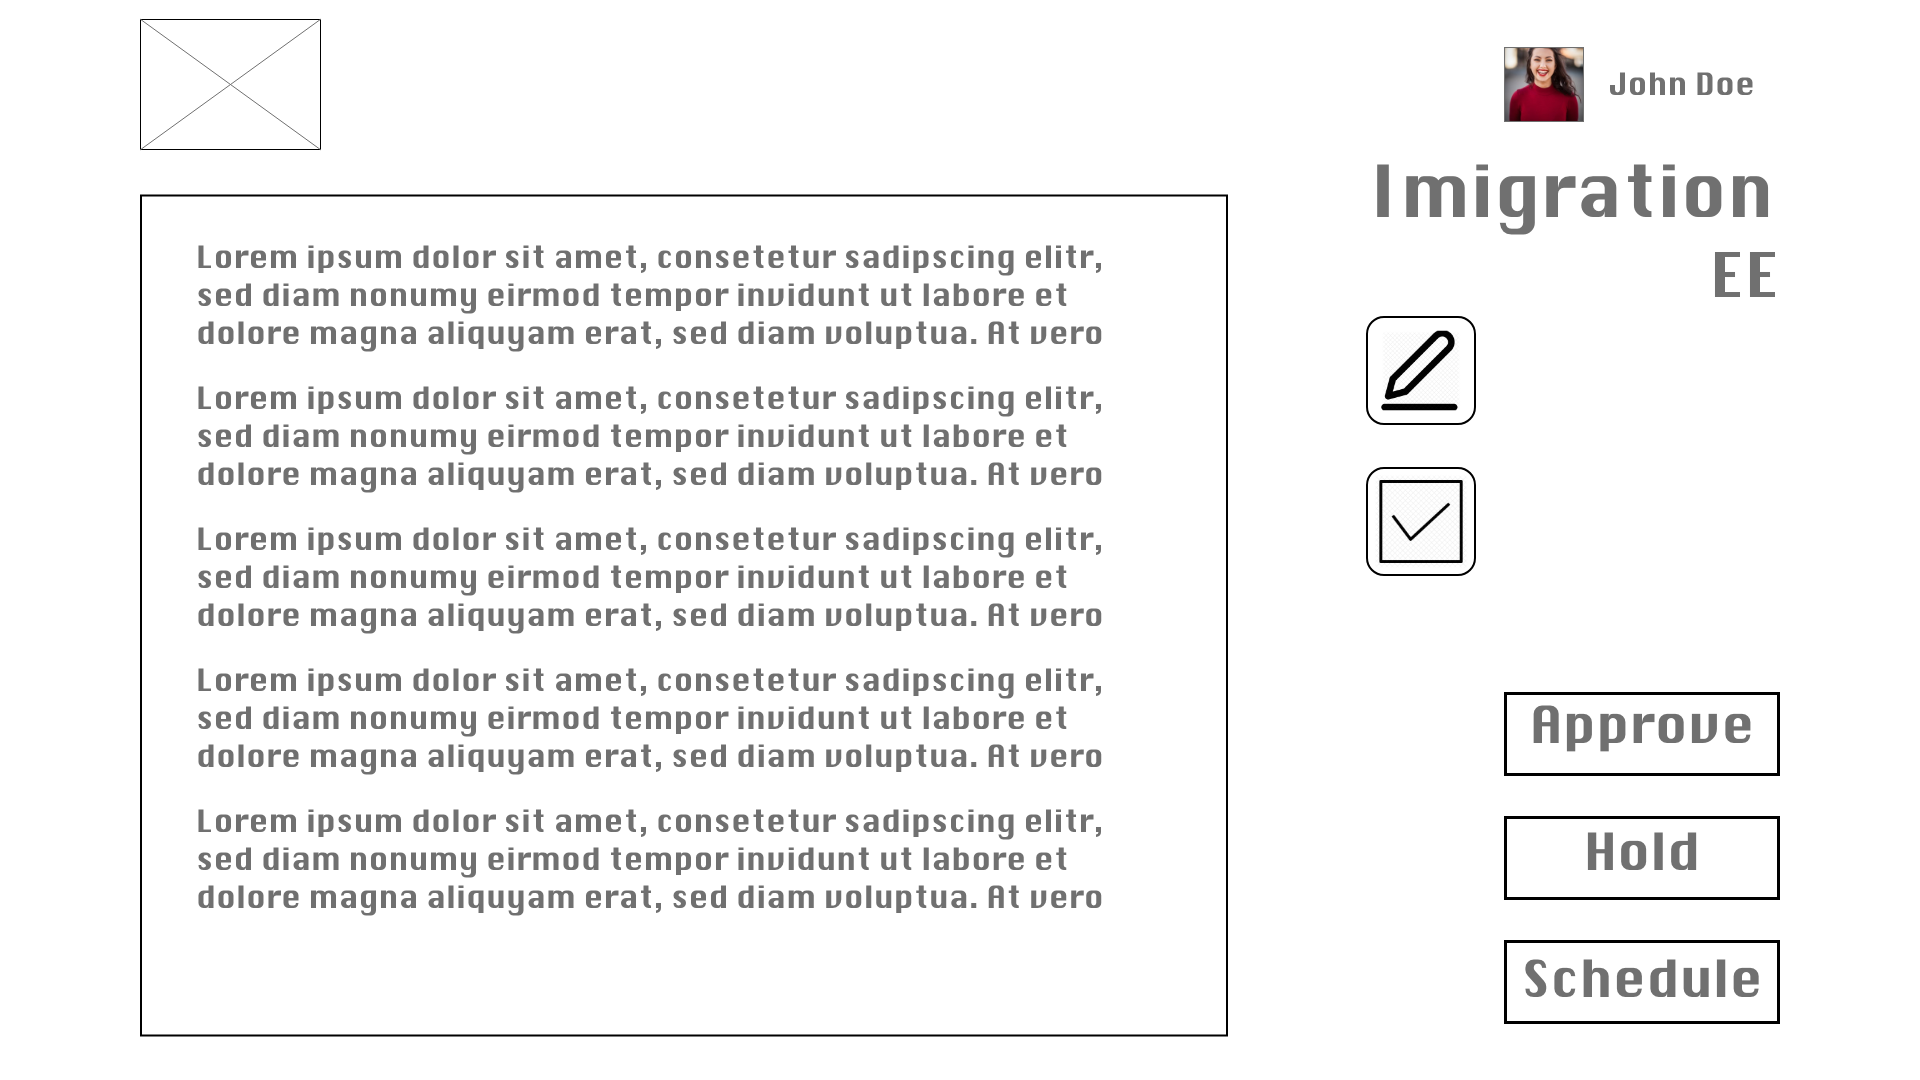 John Doe
Imigration
EE
Lorem ipsum dolor sit amet, consetetur sadipscing elitr,
sed diam nonumy eirmod tempor invidunt ut labore et
dolore magna aliquyam erat, sed diam voluptua. At vero
Lorem ipsum dolor sit amet, consetetur sadipscing elitr,
sed diam nonumy eirmod tempor invidunt ut labore et
dolore magna aliquyam erat, sed diam voluptua. At vero
Lorem ipsum dolor sit amet, consetetur sadipscing elitr,
sed diam nonumy eirmod tempor invidunt ut labore et
dolore magna aliquyam erat, sed diam voluptua. At vero
Lorem ipsum dolor sit amet, consetetur sadipscing elitr,
sed diam nonumy eirmod tempor invidunt ut labore et
dolore magna aliquyam erat, sed diam voluptua. At vero
Lorem ipsum dolor sit amet, consetetur sadipscing elitr,
sed diam nonumy eirmod tempor invidunt ut labore et
dolore magna aliquyam erat, sed diam voluptua. At vero
Approve
Hold
Schedule